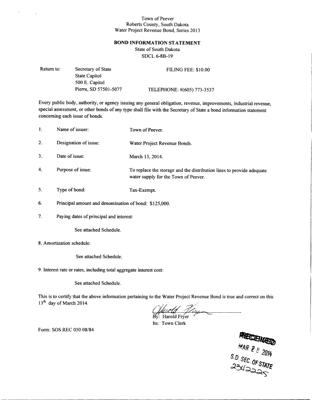 Town of Peever
Roberts County, South Dakota
Water Project Revenue Bond, Series 2013
BOND INFORMATION STATEMENT
State of South Dakota
SDCL 6-8B-19
Return to: Secretary of State FILING FEE: $10.00
State Capitol
500 E. Capitol
Pierre, SD 57501-5077 TELEPHONE: #(605) 773-3537
Every public body, authority, or agency issuing any general obligation, revenue, improvements, industrial revenue,
special assessment, or other bonds of any type shall file with the Secretary of State a bond information statement
concerning each issue of bonds.
1. Name of issuer: Town of Peever.
2. Designation of issue: Water Project Revenue Bonds.
3. Date of issue: March 13, 2014.
4. Purpose of issue: To replace the storage and the distribution lines to provide adequate
water supply for the Town of Peever.
5. Type of bond: Tax-Exempt.
6. Principal amount and denomination of bond: $125,000.
7. Paying dates of principal and interest:
See attached Schedule.
8. Amortization schedule:
See attached Schedule.
9. Interest rate or rates, including total aggregate interest cost:
See attached Schedule.
This is to certify that the above information pertaining to the Water Project Revenue Bond is true and correct on this
13th day of March 2014.
Harold Fryer
By: Harold Fryer
Its: Town Clerk
Form: SOS REC 050 08/84
RECEIVED
MAR 2 2014
S.D. SEC. OF STATE
2342225